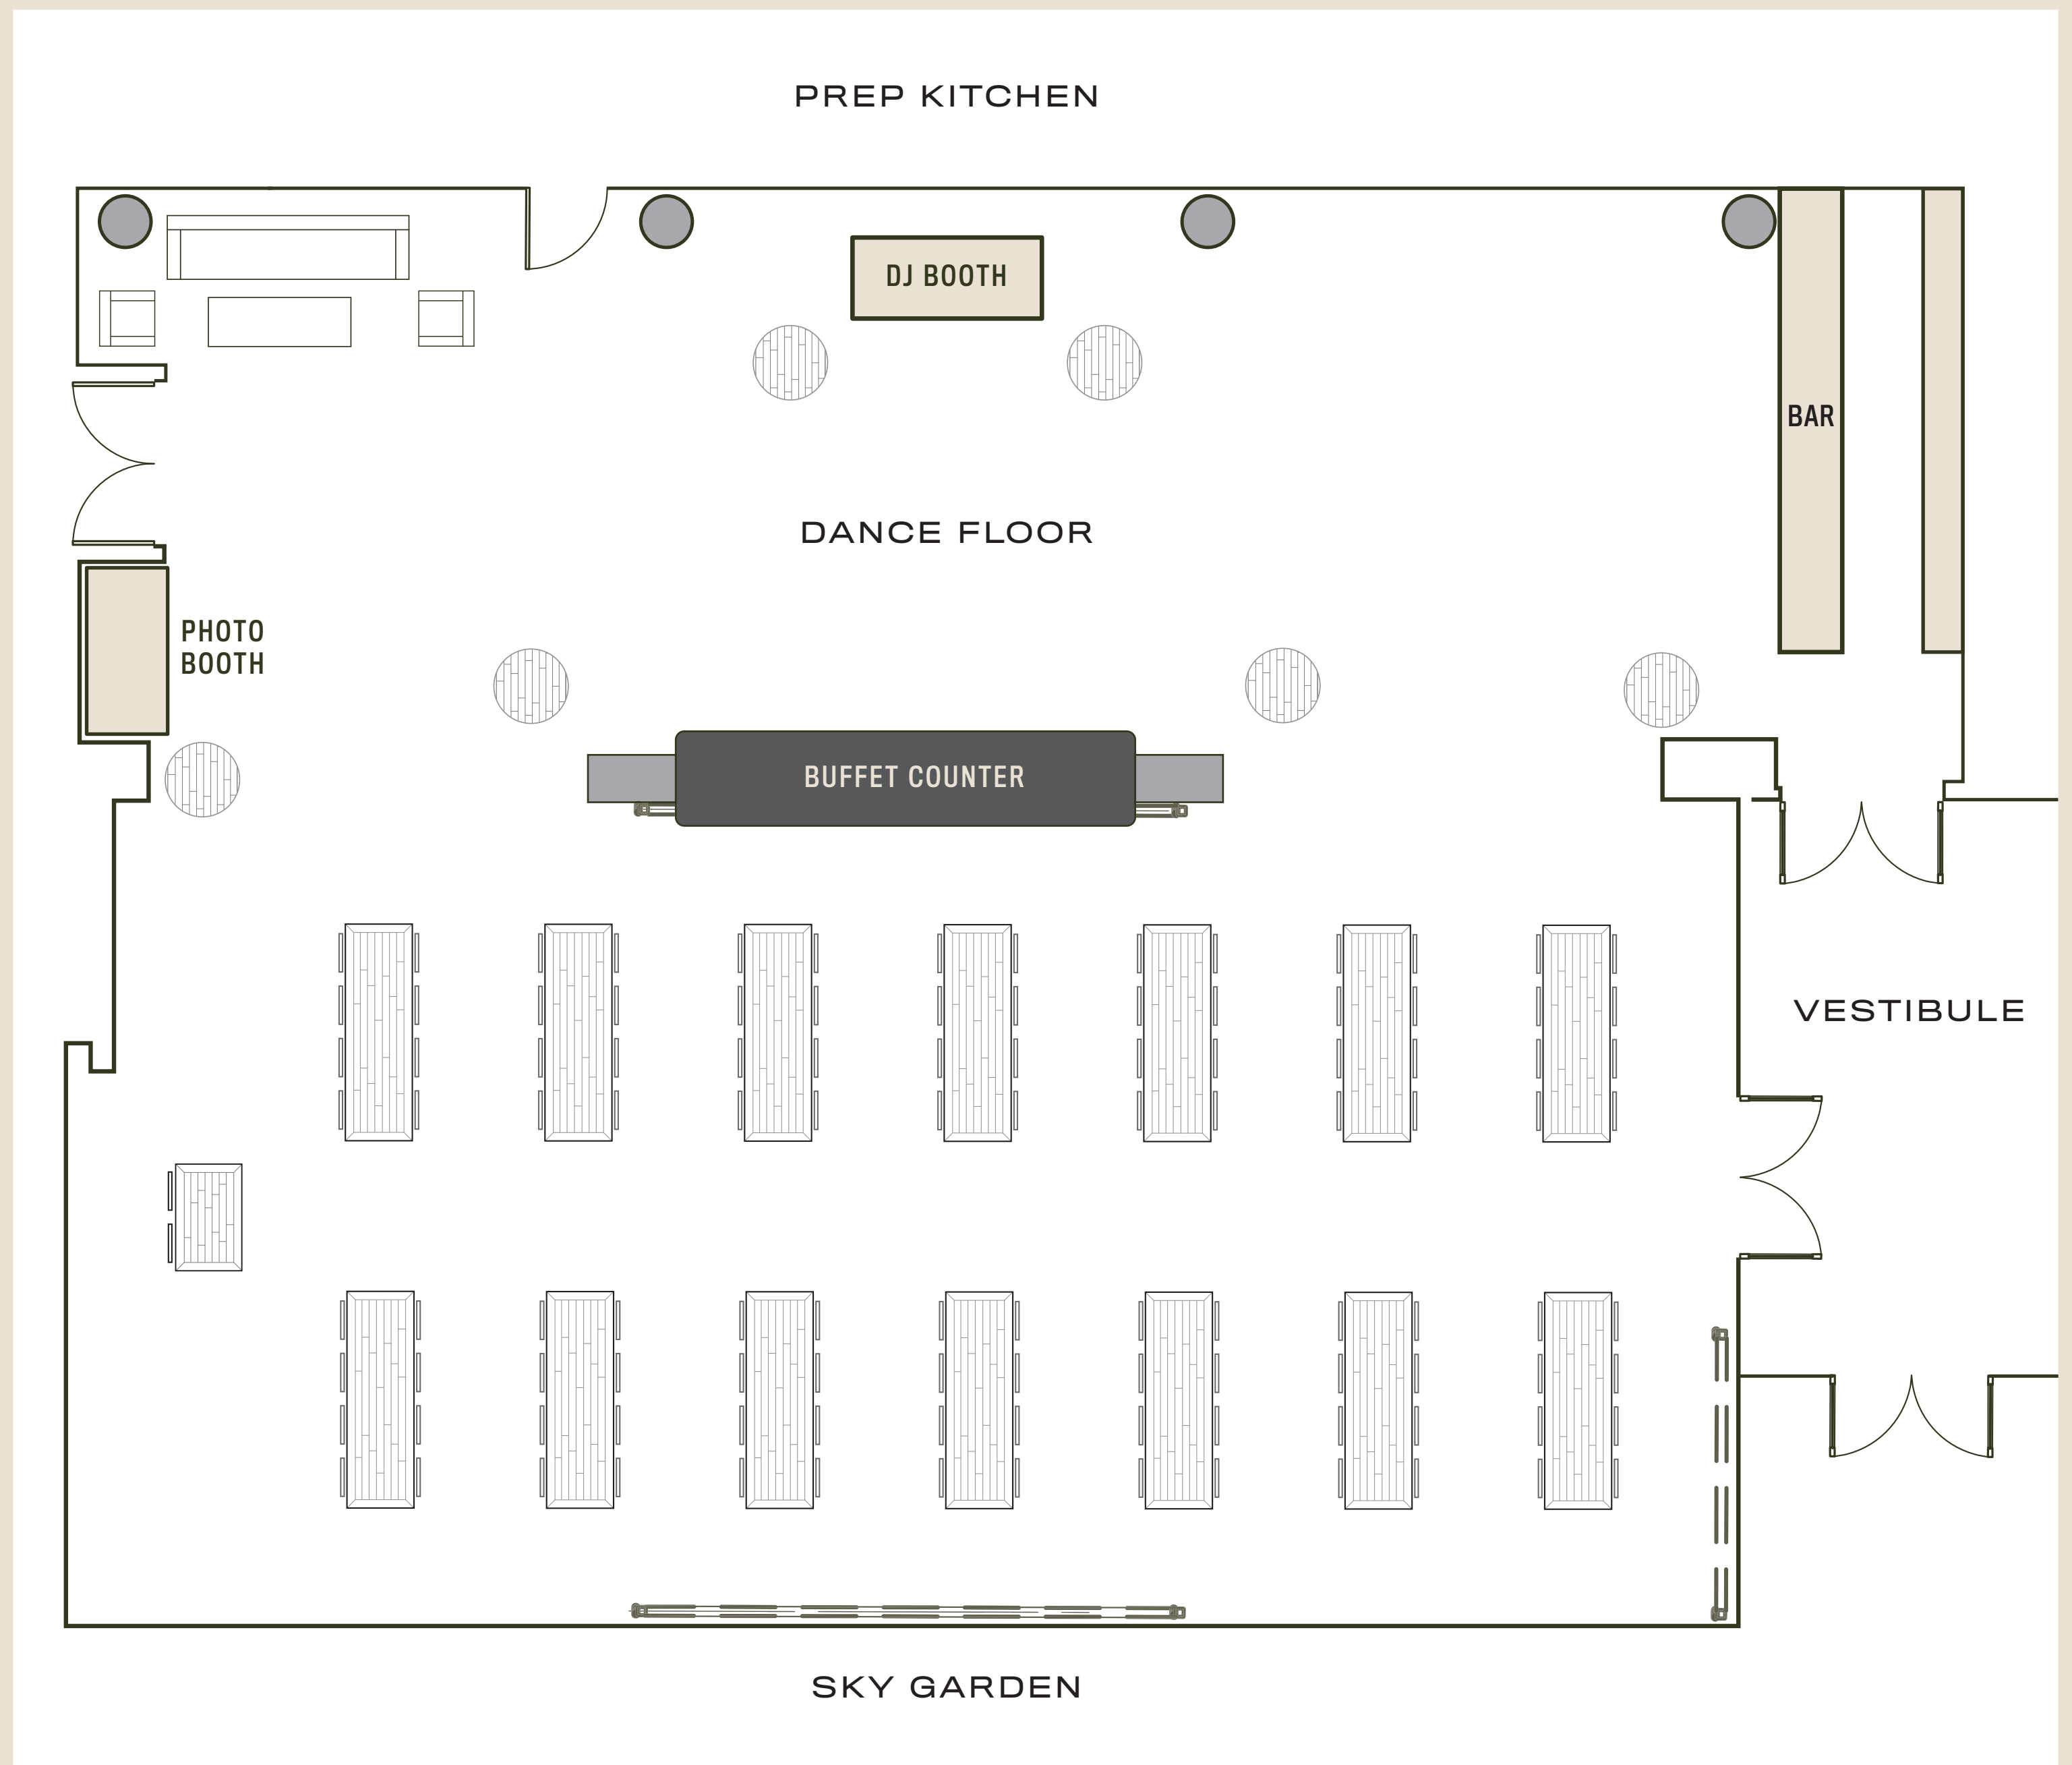 PREP KITCHEN
DJ BOOTH
BAR
DANCE FLOOR
PHOTO
BOOTH
BUFFET COUNTER
VESTIBULE
SKY GARDEN